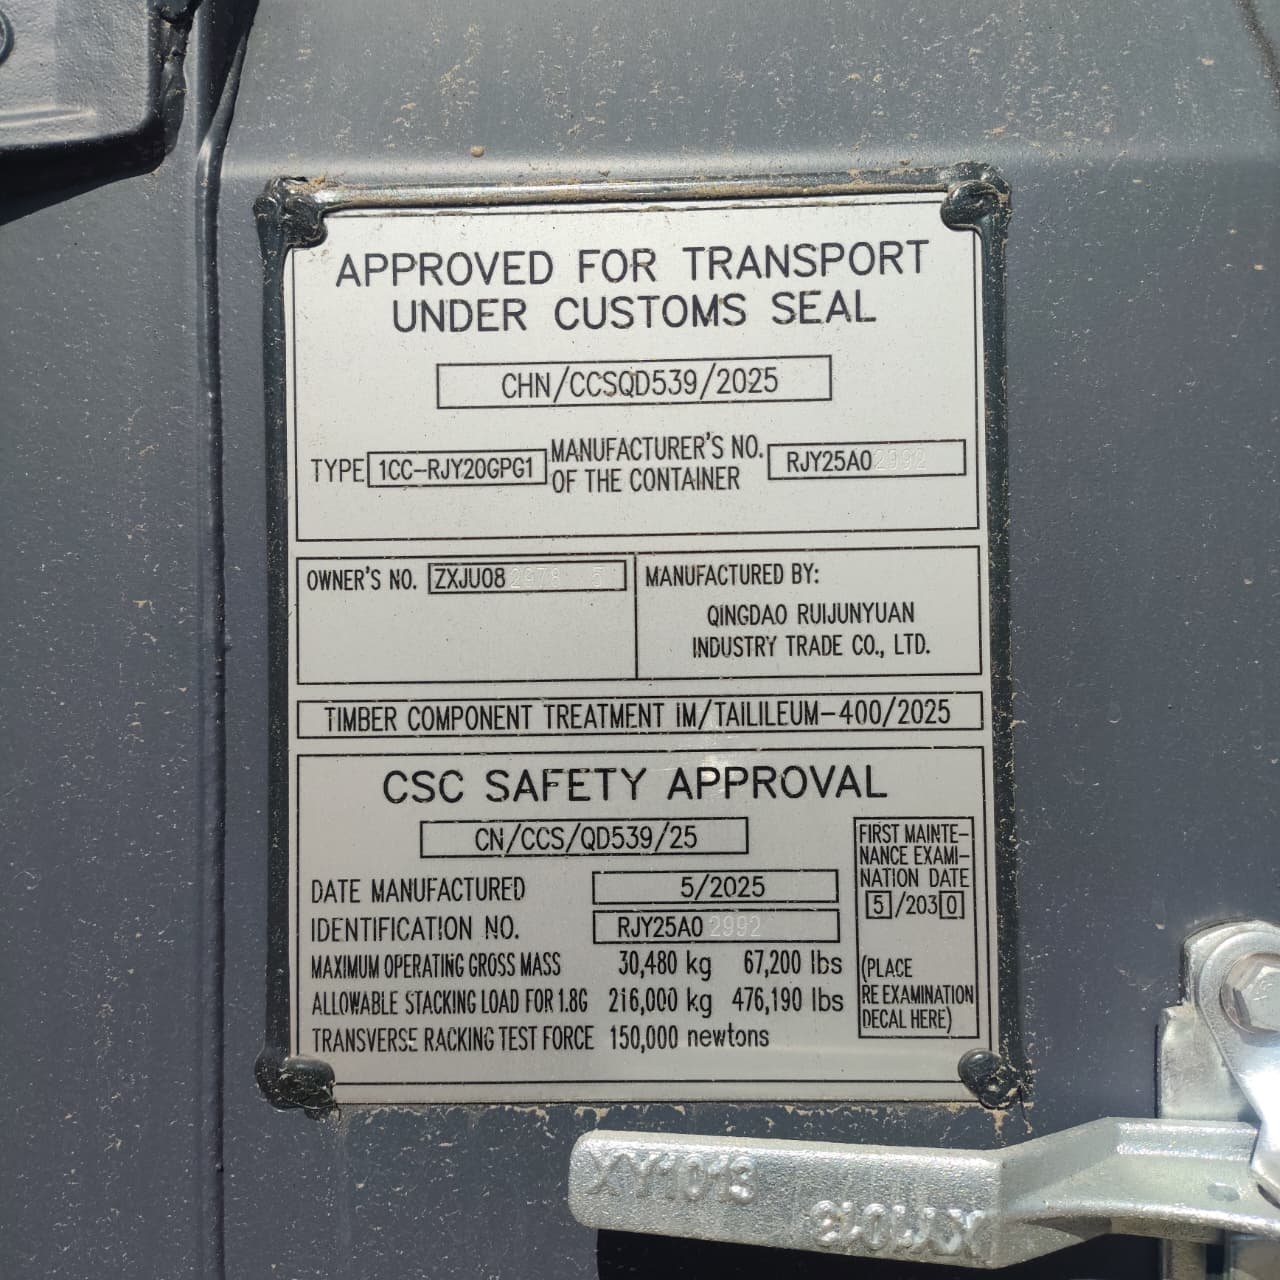 APPROVED FOR TRANSPORT
UNDER CUSTOMS SEAL
CHN/CCSQD539/2025
TYPE 1CC-RJY20GPG1 MANUFACTURER'S NO. OF THE CONTAINER RJY25A02992
OWNER'S NO. ZXJU08 2978 5
MANUFACTURED BY:
QINGDAO RUIJUNYUAN
INDUSTRY TRADE CO., LTD.
TIMBER COMPONENT TREATMENT IM/TAILILEUM-400/2025
CSC SAFETY APPROVAL
CN/CCS/QD539/25
DATE MANUFACTURED 5/2025
IDENTIFICATION NO. RJY25A0 2992
MAXIMUM OPERATING GROSS MASS 30,480 kg 67,200 lbs
ALLOWABLE STACKING LOAD FOR 1.8G 216,000 kg 476,190 lbs
TRANSVERSE RACKING TEST FORCE 150,000 newtons
FIRST MAINTE-
NANCE EXAMI-
NATION DATE
5/2030
(PLACE
RE EXAMINATION
DECAL HERE)
XY1013
XY1013